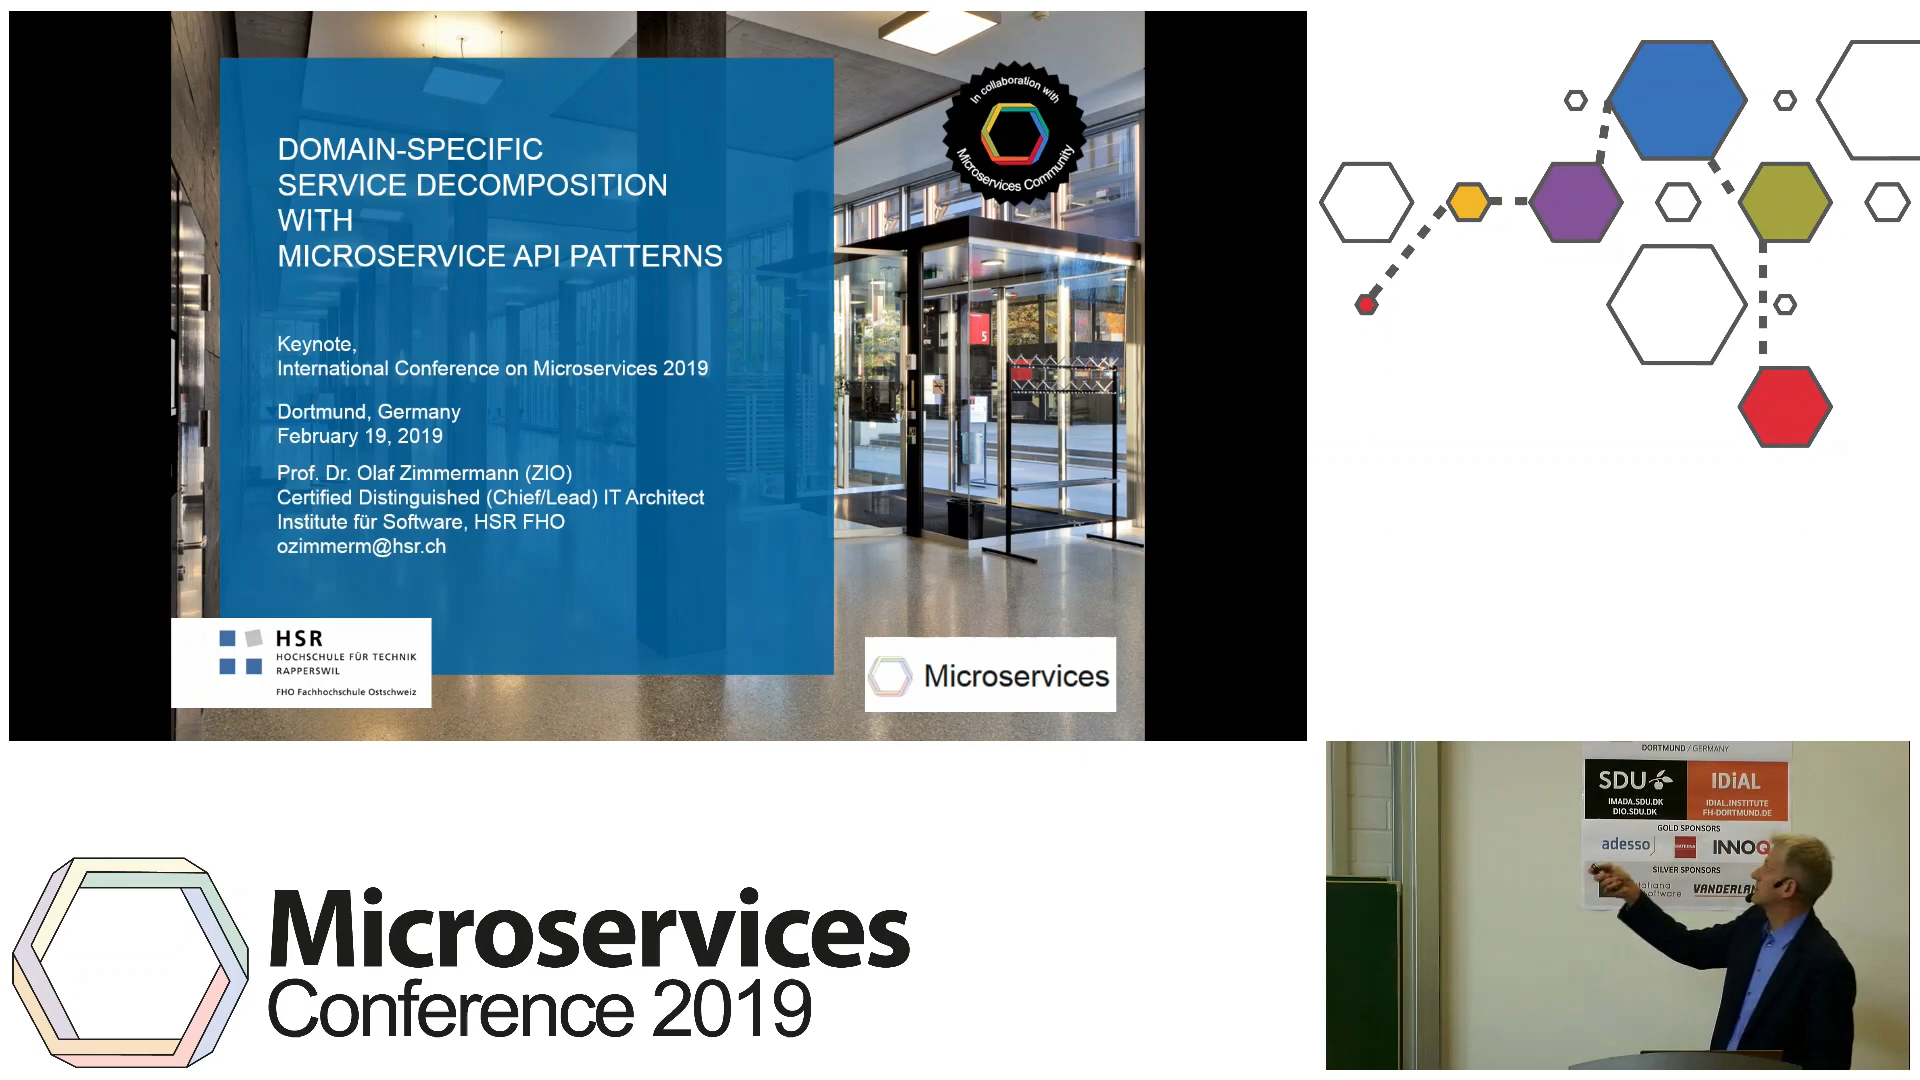 DOMAIN-SPECIFIC
SERVICE DECOMPOSITION
WITH
MICROSERVICE API PATTERNS
Keynote,
International Conference on Microservices 2019
Dortmund, Germany
February 19, 2019
Prof. Dr. Olaf Zimmermann (ZIO)
Certified Distinguished (Chief/Lead) IT Architect
Institute für Software, HSR FHO
ozimmerm@hsr.ch
HSR
HOCHSCHULE FÜR TECHNIK
RAPPERSWIL
FHO Fachhochschule Ostschweiz
In collaboration with
Microservices Community
5
Microservices
DORTMUND / GERMANY
SDU
IMADA.SDU.DK
DIO.SDU.DK
IDiAL
IDIAL.INSTITUTE
FH-DORTMUND.DE
GOLD SPONSORS
adesso
INNOQ
SILVER SPONSORS
Microservices
Conference 2019